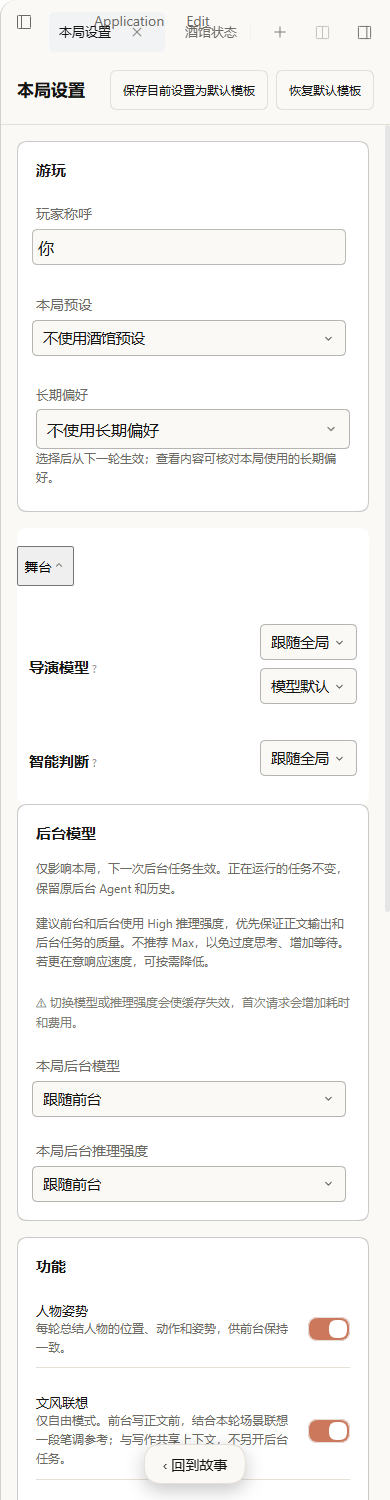 Application Edit
本局设置 酒馆状态
本局设置 保存目前设置为默认模板 恢复默认模板
游玩
玩家称呼
你
本局预设
不使用酒馆预设
长期偏好
不使用长期偏好
选择后从下一轮生效；查看内容可核对本局使用的长期偏
好。
舞台
跟随全局
导演模型 ?
模型默认
智能判断 ? 跟随全局
后台模型
仅影响本局，下一次后台任务生效。正在运行的任务不变，
保留原后台 Agent 和历史。
建议前台和后台使用 High 推理强度，优先保证正文输出和
后台任务的质量。不推荐 Max，以免过度思考、增加等待。
若更在意响应速度，可按需降低。
⚠ 切换模型或推理强度会使缓存失效，首次请求会增加耗时
和费用。
本局后台模型
跟随前台
本局后台推理强度
跟随前台
功能
人物姿势
每轮总结人物的位置、动作和姿势，供前台保持
一致。
文风联想
仅自由模式。前台写正文前，结合本轮场景联想
一段笔调参考；与写作共享上下文，不另开后台
任务。
‹ 回到故事